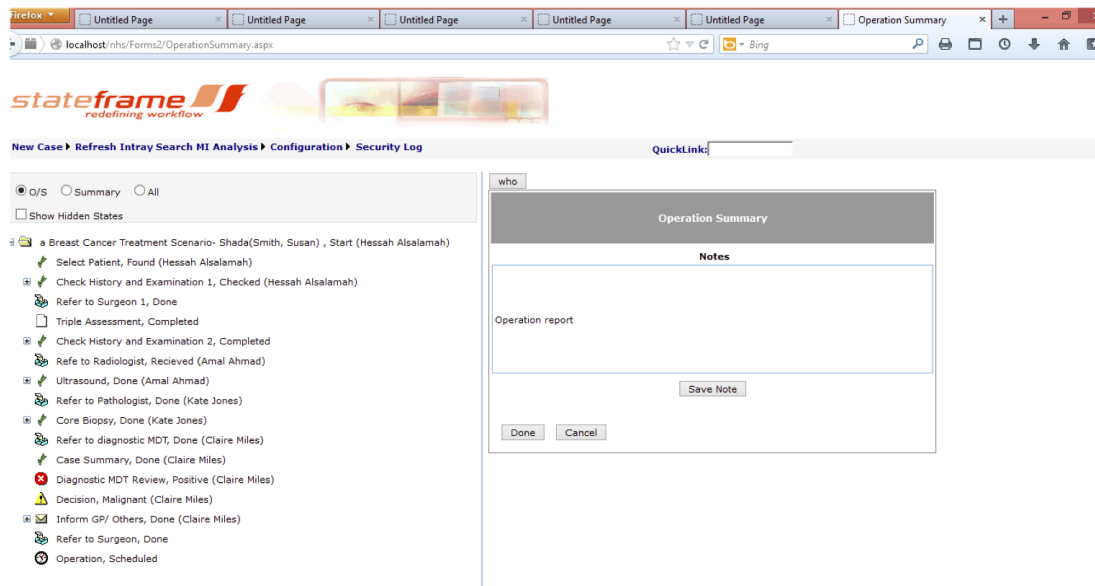 Firefox
Untitled Page
Untitled Page
Untitled Page
Untitled Page
Untitled Page
Operation Summary
localhost/nhs/Forms2/OperationSummary.aspx
Bing
stateframe
redefining workflow
New Case Refresh Intray Search MI Analysis Configuration Security Log
QuickLink:
O/S Summary All
Show Hidden States
a Breast Cancer Treatment Scenario- Shada(Smith, Susan) , Start (Hessah Alsalamah)
Select Patient, Found (Hessah Alsalamah)
Check History and Examination 1, Checked (Hessah Alsalamah)
Refer to Surgeon 1, Done
Triple Assessment, Completed
Check History and Examination 2, Completed
Refe to Radiologist, Recieved (Amal Ahmad)
Ultrasound, Done (Amal Ahmad)
Refer to Pathologist, Done (Kate Jones)
Core Biopsy, Done (Kate Jones)
Refer to diagnostic MDT, Done (Claire Miles)
Case Summary, Done (Claire Miles)
Diagnostic MDT Review, Positive (Claire Miles)
Decision, Malignant (Claire Miles)
Inform GP/ Others, Done (Claire Miles)
Refer to Surgeon, Done
Operation, Scheduled
who
Operation Summary
Notes
Operation report
Save Note
Done Cancel